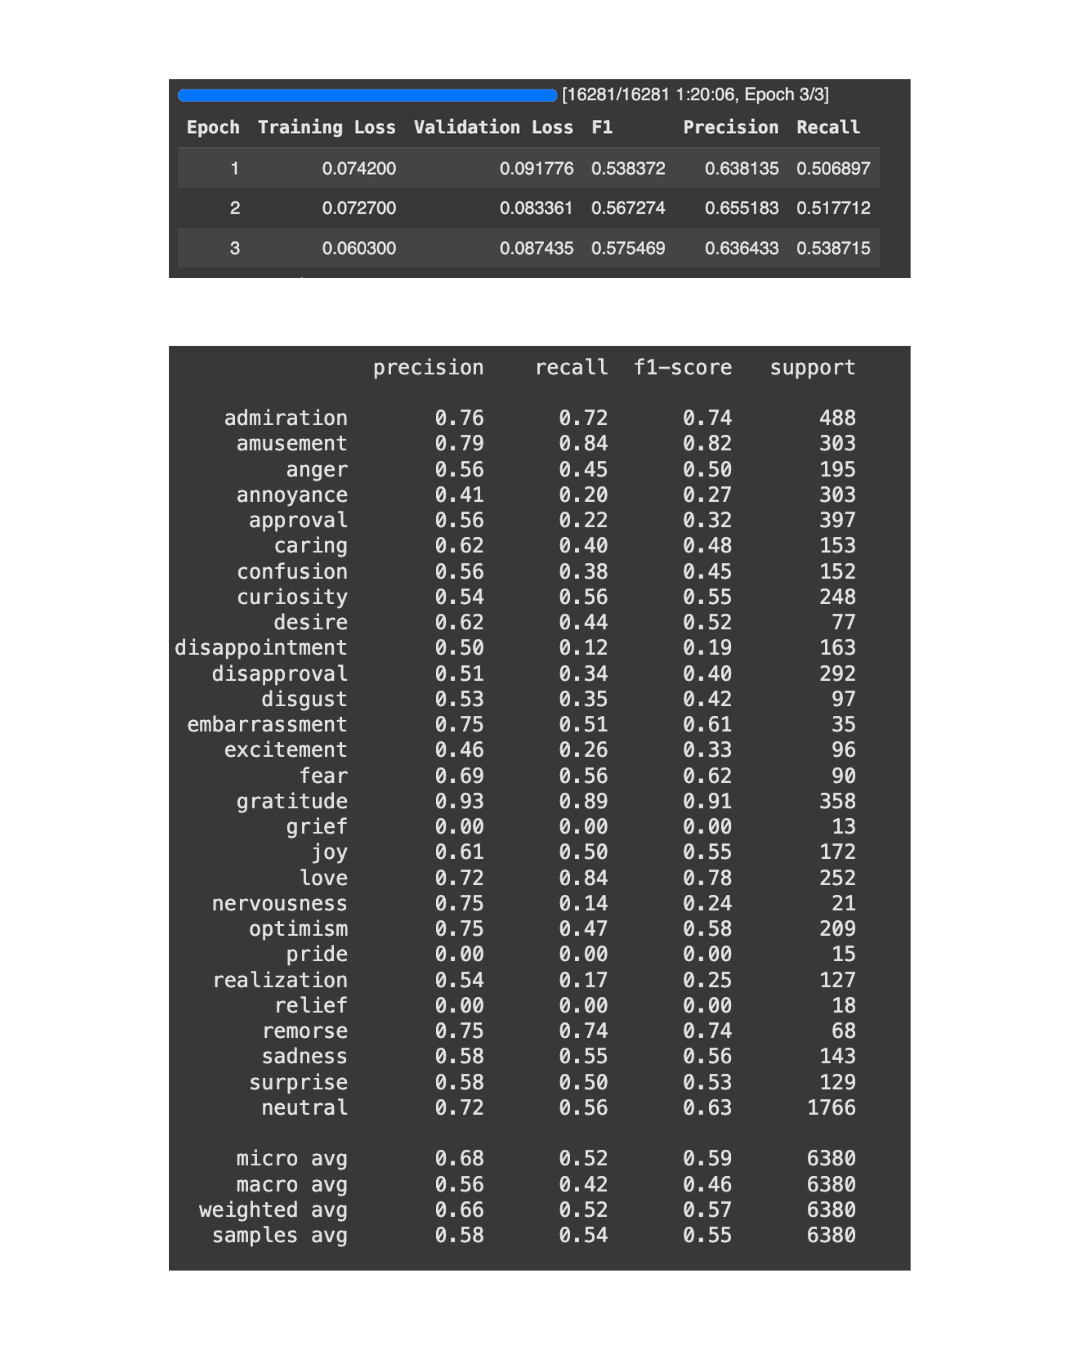 [16281/16281 1:20:06, Epoch 3/3]
Epoch Training Loss Validation Loss F1 Precision Recall
1 0.074200 0.091776 0.538372 0.638135 0.506897
2 0.072700 0.083361 0.567274 0.655183 0.517712
3 0.060300 0.087435 0.575469 0.636433 0.538715
precision recall f1-score support
admiration 0.76 0.72 0.74 488
amusement 0.79 0.84 0.82 303
anger 0.56 0.45 0.50 195
annoyance 0.41 0.20 0.27 303
approval 0.56 0.22 0.32 397
caring 0.62 0.40 0.48 153
confusion 0.56 0.38 0.45 152
curiosity 0.54 0.56 0.55 248
desire 0.62 0.44 0.52 77
disappointment 0.50 0.12 0.19 163
disapproval 0.51 0.34 0.40 292
disgust 0.53 0.35 0.42 97
embarrassment 0.75 0.51 0.61 35
excitement 0.46 0.26 0.33 96
fear 0.69 0.56 0.62 90
gratitude 0.93 0.89 0.91 358
grief 0.00 0.00 0.00 13
joy 0.61 0.50 0.55 172
love 0.72 0.84 0.78 252
nervousness 0.75 0.14 0.24 21
optimism 0.75 0.47 0.58 209
pride 0.00 0.00 0.00 15
realization 0.54 0.17 0.25 127
relief 0.00 0.00 0.00 18
remorse 0.75 0.74 0.74 68
sadness 0.58 0.55 0.56 143
surprise 0.58 0.50 0.53 129
neutral 0.72 0.56 0.63 1766
micro avg 0.68 0.52 0.59 6380
macro avg 0.56 0.42 0.46 6380
weighted avg 0.66 0.52 0.57 6380
samples avg 0.58 0.54 0.55 6380